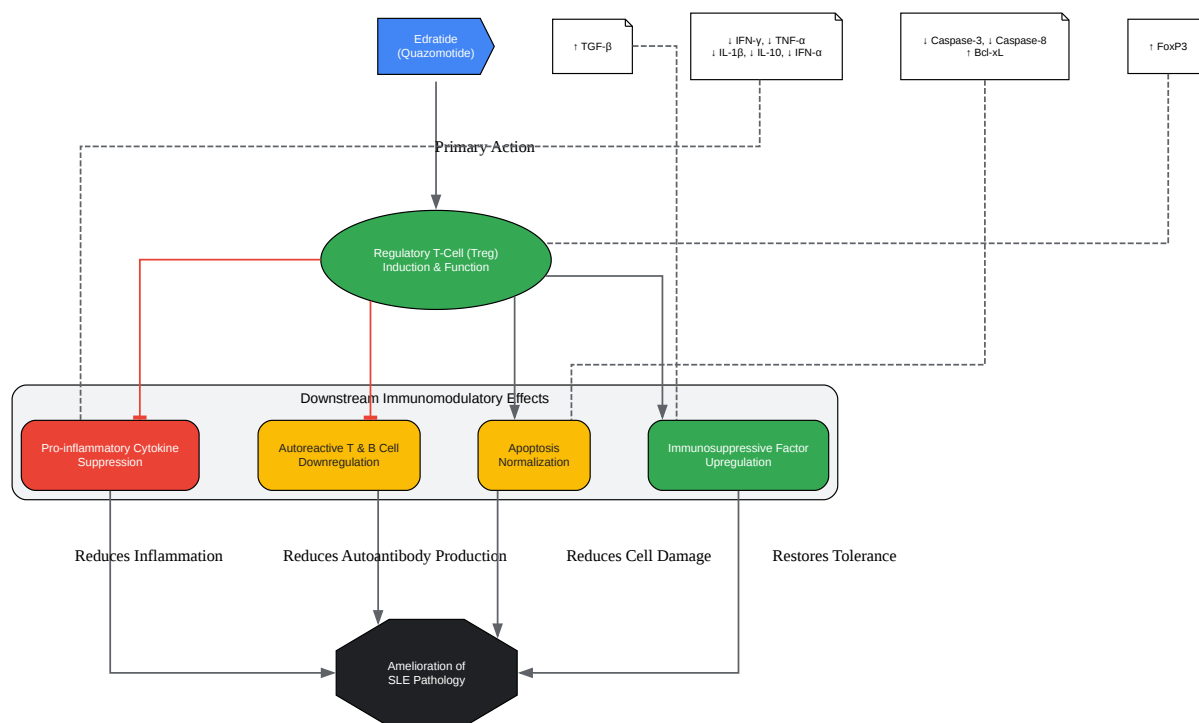 Edratide
(Quazomotide)
↑ TGF-β
↓ IFN-γ, ↓ TNF-α
↓ IL-1β, ↓ IL-10, ↓ IFN-α
↓ Caspase-3, ↓ Caspase-8
↑ Bcl-xL
↑ FoxP3
Primary Action
Regulatory T-Cell (Treg)
Induction & Function
Downstream Immunomodulatory Effects
Pro-inflammatory Cytokine
Suppression
Autoreactive T & B Cell
Downregulation
Apoptosis
Normalization
Immunosuppressive Factor
Upregulation
Reduces Inflammation
Reduces Autoantibody Production
Reduces Cell Damage
Restores Tolerance
Amelioration of
SLE Pathology